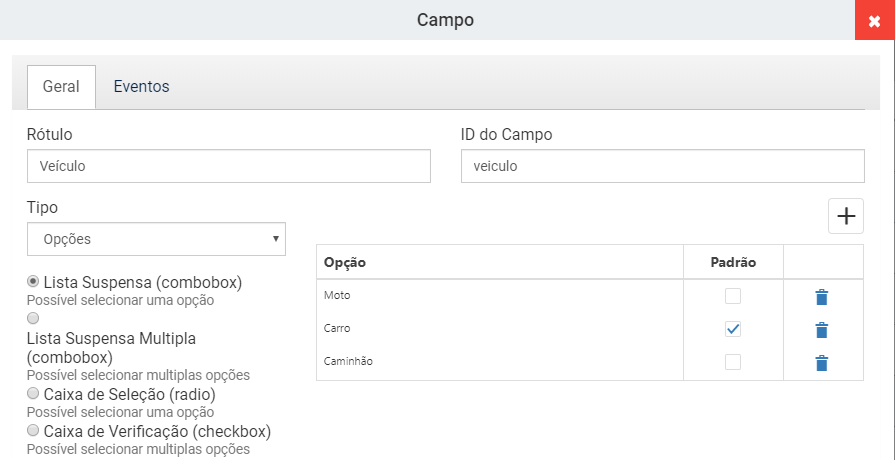 Campo
Geral
Eventos
Rótulo
ID do Campo
Veículo
veiculo
Tipo
Opções
Opção
Padrão
Lista Suspensa (combobox)
Possível selecionar uma opção
Lista Suspensa Multipla
(combobox)
Possível selecionar multiplas opções
Caixa de Seleção (radio)
Possível selecionar uma opção
Caixa de Verificação (checkbox)
Possível selecionar multiplas opções
Moto
Carro
Caminhão